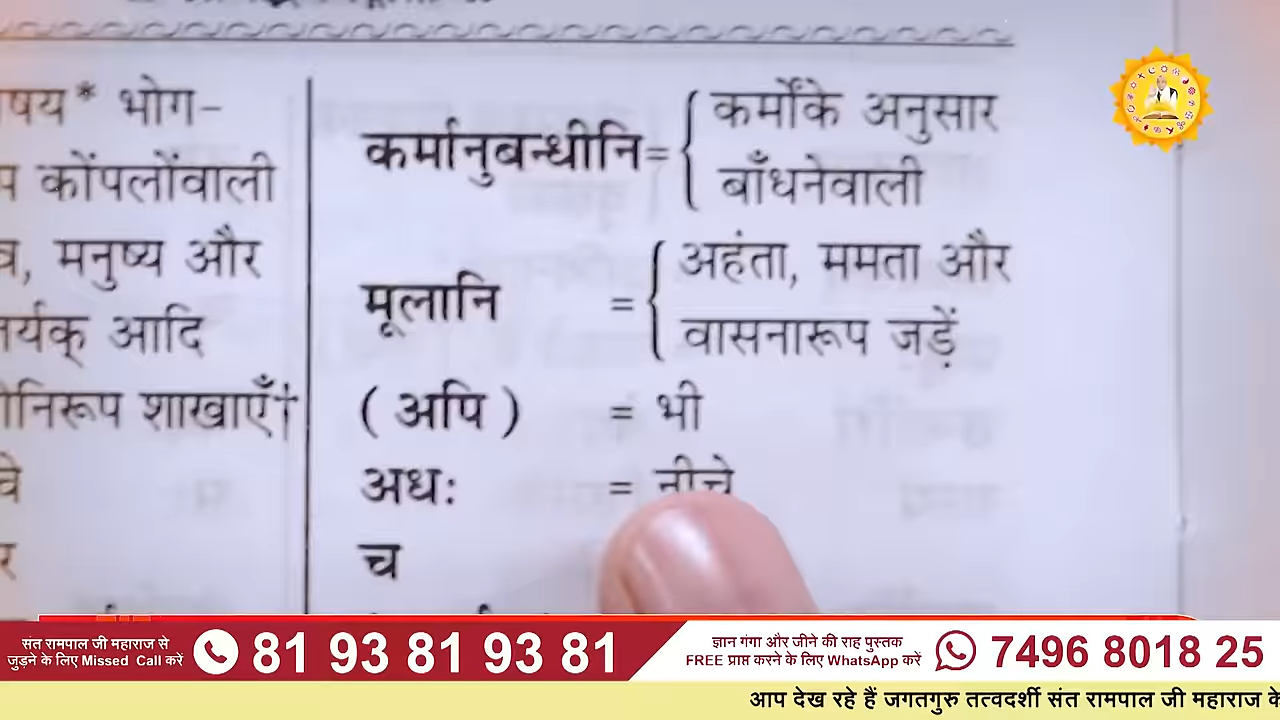 भोग-
कोंपलोंवाली
मनुष्य और
आदि
शाखाएँ†
कर्मानुबन्धीनि= { कर्मोंके अनुसार
बाँधनेवाली
मूलानि = { अहंता, ममता और
वासनारूप जड़ें
( अपि ) = भी
अधः = नीचे
च
संत रामपाल जी महाराज से
जुड़ने के लिए Missed Call करें
81 93 81 93 81
ज्ञान गंगा और जीने की राह पुस्तक
FREE प्राप्त करने के लिए WhatsApp करें
7496 8018 25
आप देख रहे हैं जगतगुरु तत्वदर्शी संत रामपाल जी महाराज के